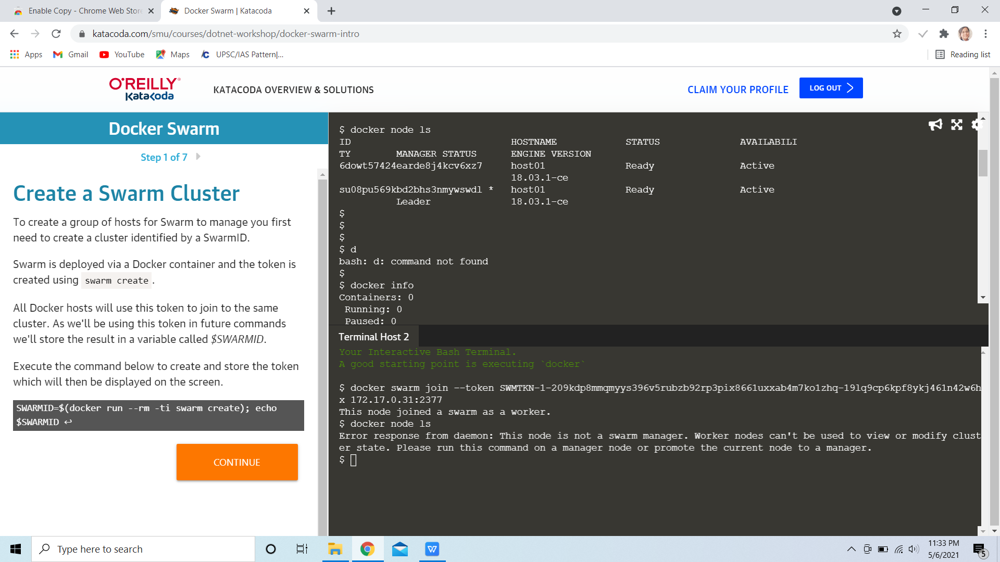 Enable Copy - Chrome Web Store
Docker Swarm | Katacoda
katacoda.com/smu/courses/dotnet-workshop/docker-swarm-intro
Apps
Gmail
YouTube
Maps
UPSC/IAS Pattern|...
Reading list
O'REILLY®
Katacoda
KATACODA OVERVIEW & SOLUTIONS
CLAIM YOUR PROFILE
LOG OUT
Docker Swarm
Step 1 of 7
Create a Swarm Cluster
To create a group of hosts for Swarm to manage you first
need to create a cluster identified by a SwarmID.
Swarm is deployed via a Docker container and the token is
created using swarm create.
All Docker hosts will use this token to join to the same
cluster. As we'll be using this token in future commands
we'll store the result in a variable called $SWARMID.
Execute the command below to create and store the token
which will then be displayed on the screen.
SWARMID=$(docker run --rm -ti swarm create); echo
$SWARMID ↩
CONTINUE
$ docker node ls
ID HOSTNAME STATUS AVAILABILI
TY MANAGER STATUS ENGINE VERSION
6dowt57424earde8j4kcv6xz7 host01 Ready Active
18.03.1-ce
su08pu569kbd2bhs3nmywswdl * host01 Ready Active
Leader 18.03.1-ce
$
$
$
$ d
bash: d: command not found
$
$ docker info
Containers: 0
Running: 0
Paused: 0
Terminal Host 2
Your Interactive Bash Terminal.
A good starting point is executing `docker`
$ docker swarm join --token SWMTKN-1-209kdp8mmqmyys396v5rubzb92rp3pix8661uxxab4m7ko1zhq-19lq9cp6kpf8ykj461n42w6h
x 172.17.0.31:2377
This node joined a swarm as a worker.
$ docker node ls
Error response from daemon: This node is not a swarm manager. Worker nodes can't be used to view or modify clust
er state. Please run this command on a manager node or promote the current node to a manager.
$
Type here to search
11:33 PM
5/6/2021
5